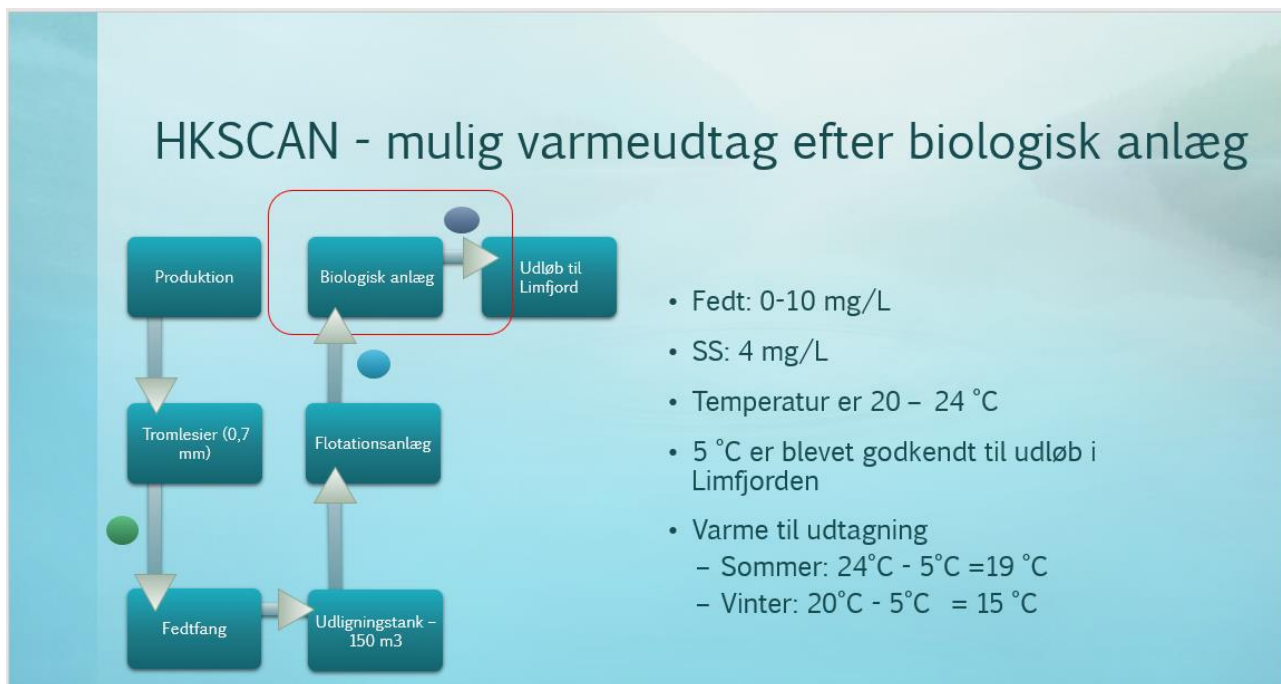 HKSCAN - mulig varmeudtag efter biologisk anlæg
Produktion
Biologisk anlæg
Udløb til
Limfjord
Tromlesier (0,7
mm)
Flotationsanlæg
Fedtfang
Udligningstank –
150 m3
• Fedt: 0-10 mg/L
• SS: 4 mg/L
• Temperatur er 20 – 24 °C
• 5 °C er blevet godkendt til udløb i
Limfjorden
• Varme til udtagning
– Sommer: 24°C - 5°C =19 °C
– Vinter: 20°C - 5°C = 15 °C